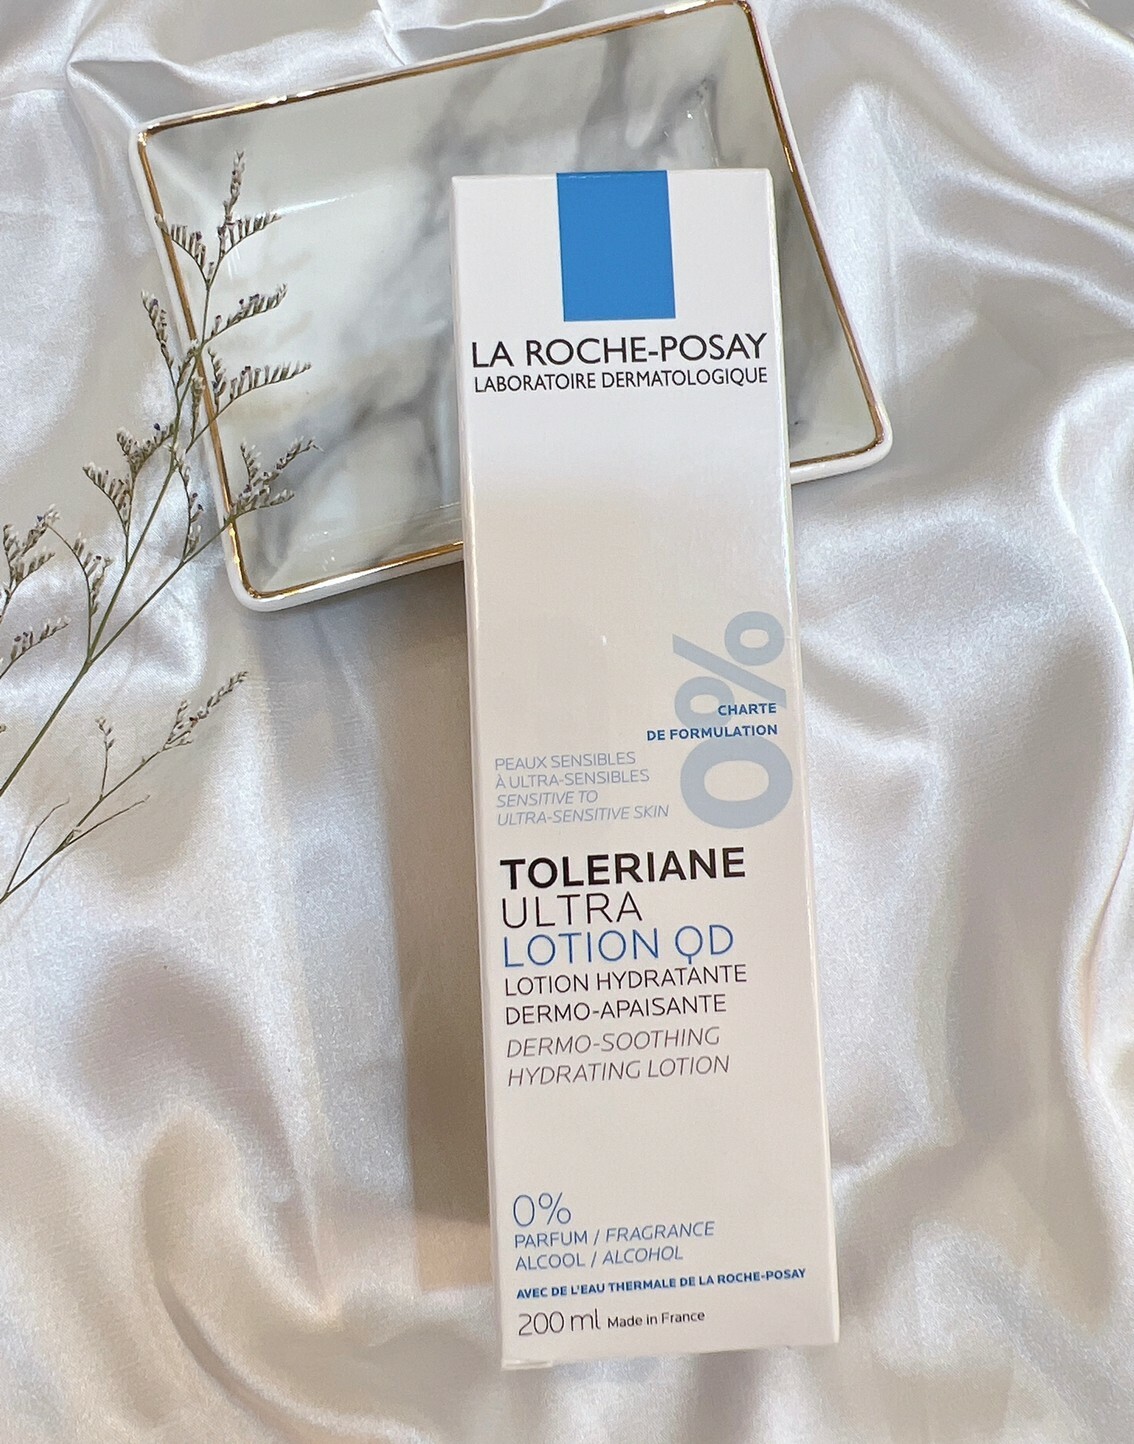 LA ROCHE-POSAY
LABORATOIRE DERMATOLOGIQUE
0%
CHARTE
DE FORMULATION
PEAUX SENSIBLES
À ULTRA-SENSIBLES
SENSITIVE TO
ULTRA-SENSITIVE SKIN
TOLERIANE
ULTRA
LOTION QD
LOTION HYDRATANTE
DERMO-APAISANTE
DERMO-SOOTHING
HYDRATING LOTION
0%
PARFUM / FRAGRANCE
ALCOOL / ALCOHOL
AVEC DE L'EAU THERMALE DE LA ROCHE-POSAY
200 ml Made in France